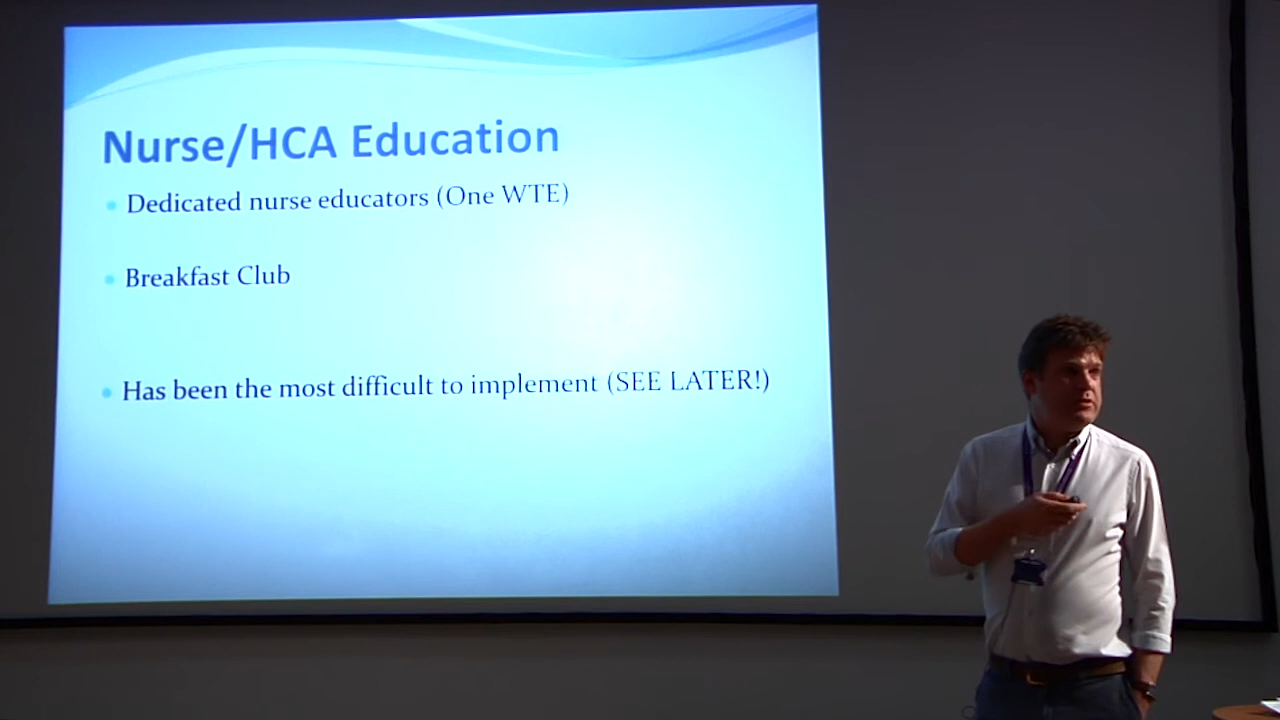 Nurse/HCA Education
Dedicated nurse educators (One WTE)
Breakfast Club
Has been the most difficult to implement (SEE LATER!)